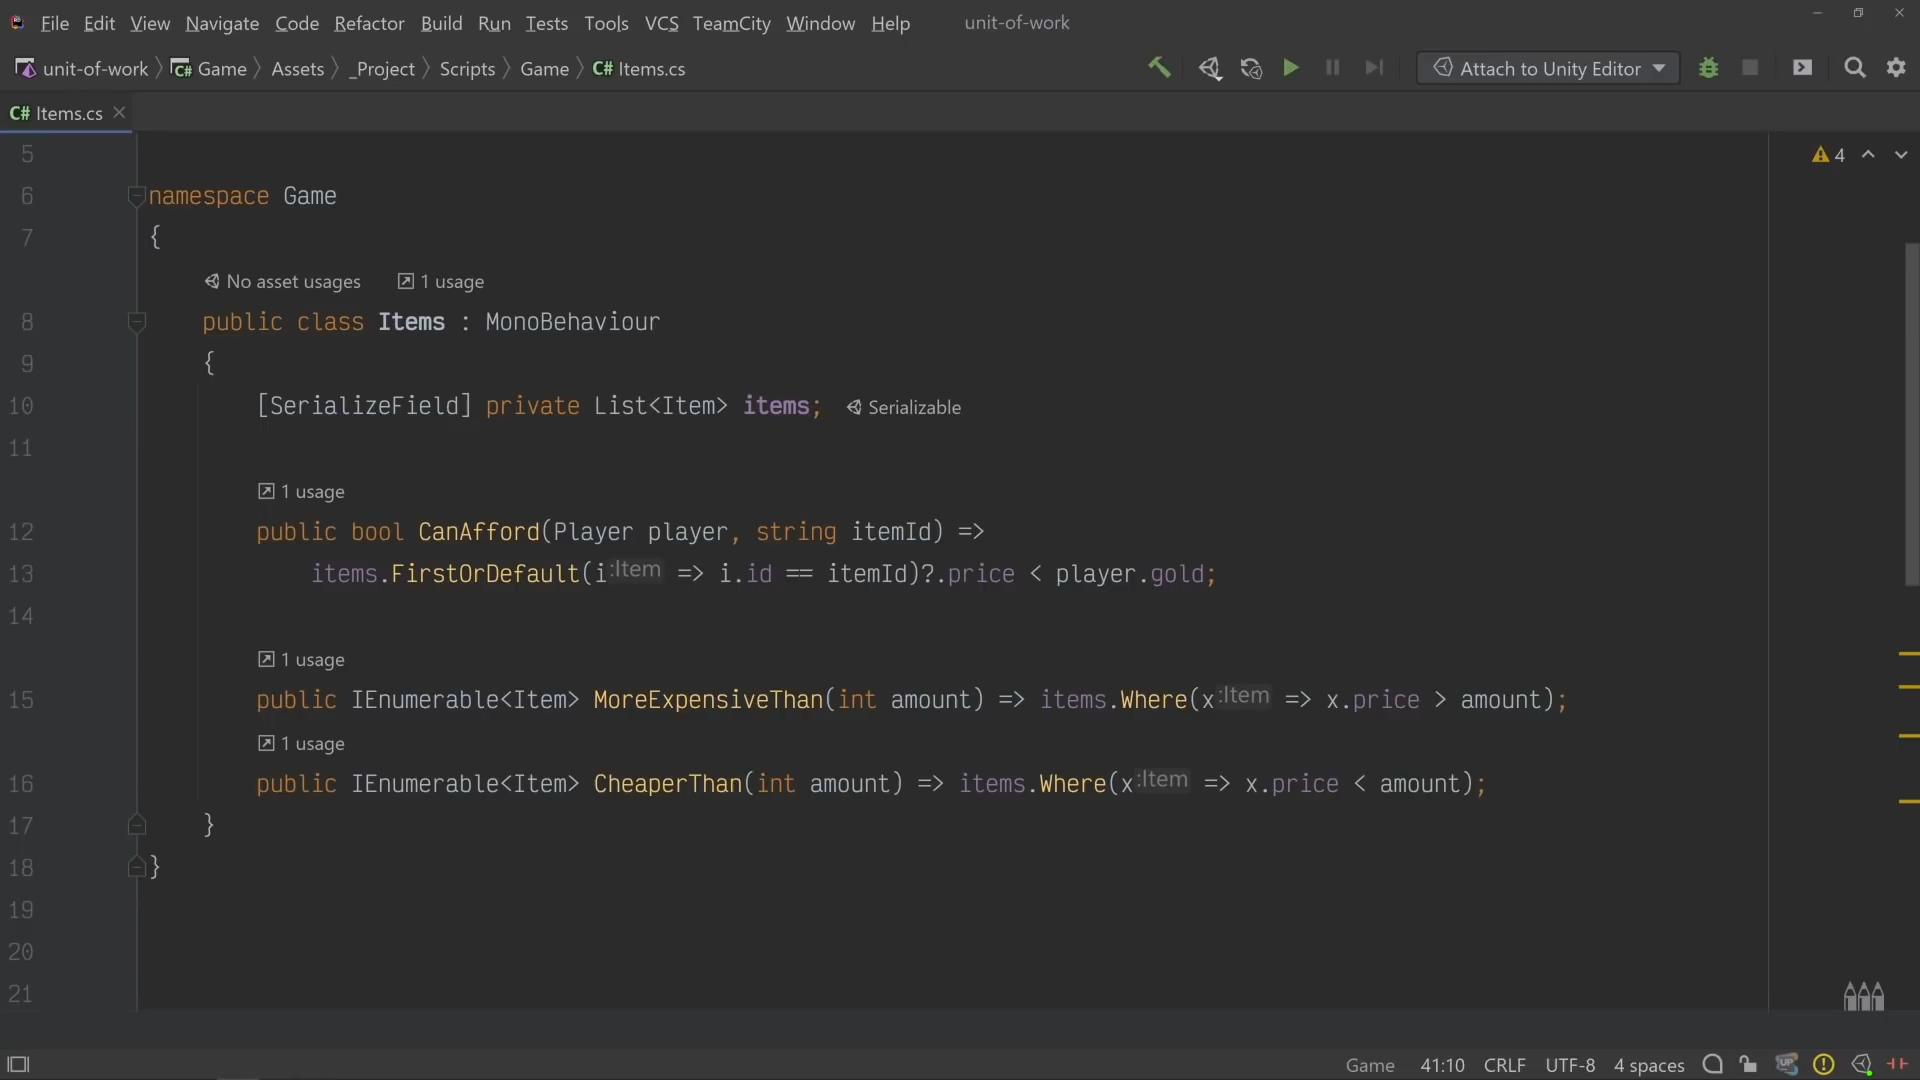 File Edit View Navigate Code Refactor Build Run Tests Tools VCS TeamCity Window Help unit-of-work
unit-of-work Game Assets _Project Scripts Game C# Items.cs Attach to Unity Editor
C# Items.cs
5
4
6 namespace Game
7 {
No asset usages 1 usage
8 public class Items : MonoBehaviour
9 {
10 [SerializeField] private List<Item> items; Serializable
11
1 usage
12 public bool CanAfford(Player player, string itemId) =>
13 items.FirstOrDefault(i:Item => i.id == itemId)?.price < player.gold;
14
1 usage
15 public IEnumerable<Item> MoreExpensiveThan(int amount) => items.Where(x:Item => x.price > amount);
1 usage
16 public IEnumerable<Item> CheaperThan(int amount) => items.Where(x:Item => x.price < amount);
17 }
18 }
19
20
21
Game 41:10 CRLF UTF-8 4 spaces